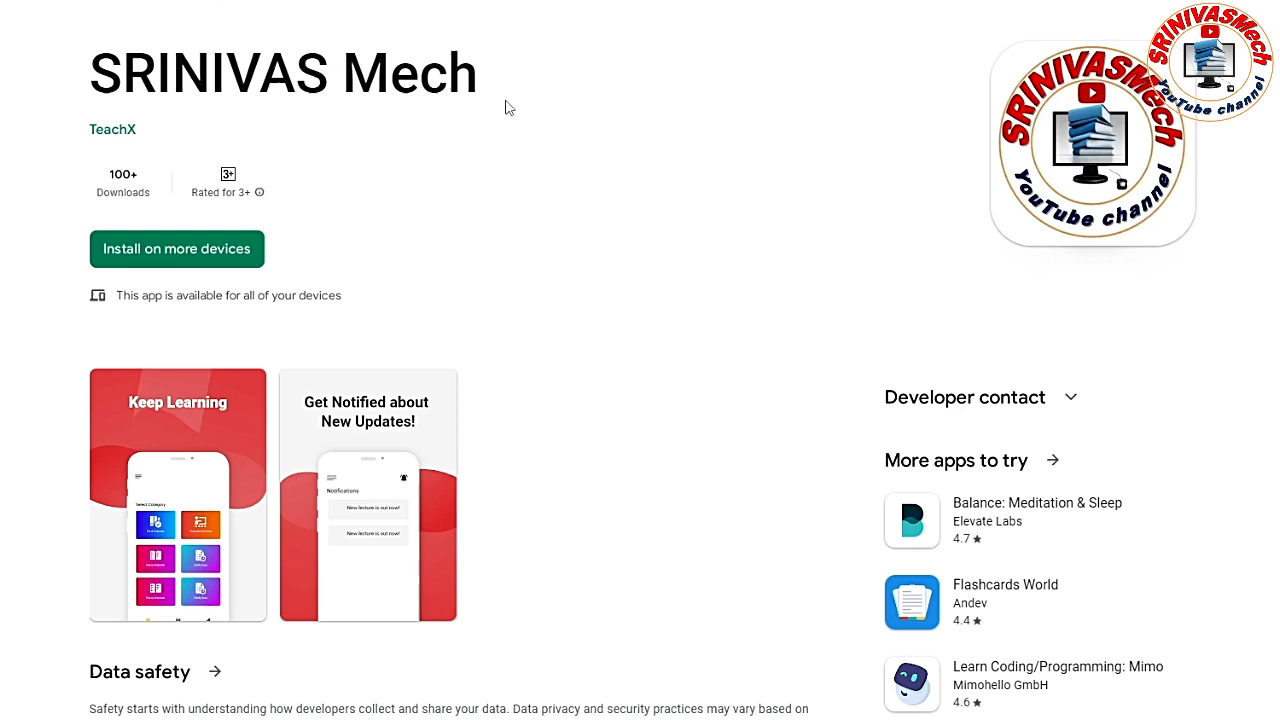 SRINIVAS Mech
TeachX
100+
Downloads
3+
Rated for 3+
Install on more devices
This app is available for all of your devices
SRINIVASMech
YouTube channel
SRINIVASMech
YouTube channel
Keep Learning
Select Category
Get Notified about
New Updates!
Notifications
New lecture is out now!
New lecture is out now!
Developer contact
More apps to try
Balance: Meditation & Sleep
Elevate Labs
4.7 ★
Flashcards World
Andev
4.4 ★
Learn Coding/Programming: Mimo
Mimohello GmbH
4.6 ★
Data safety
Safety starts with understanding how developers collect and share your data. Data privacy and security practices may vary based on